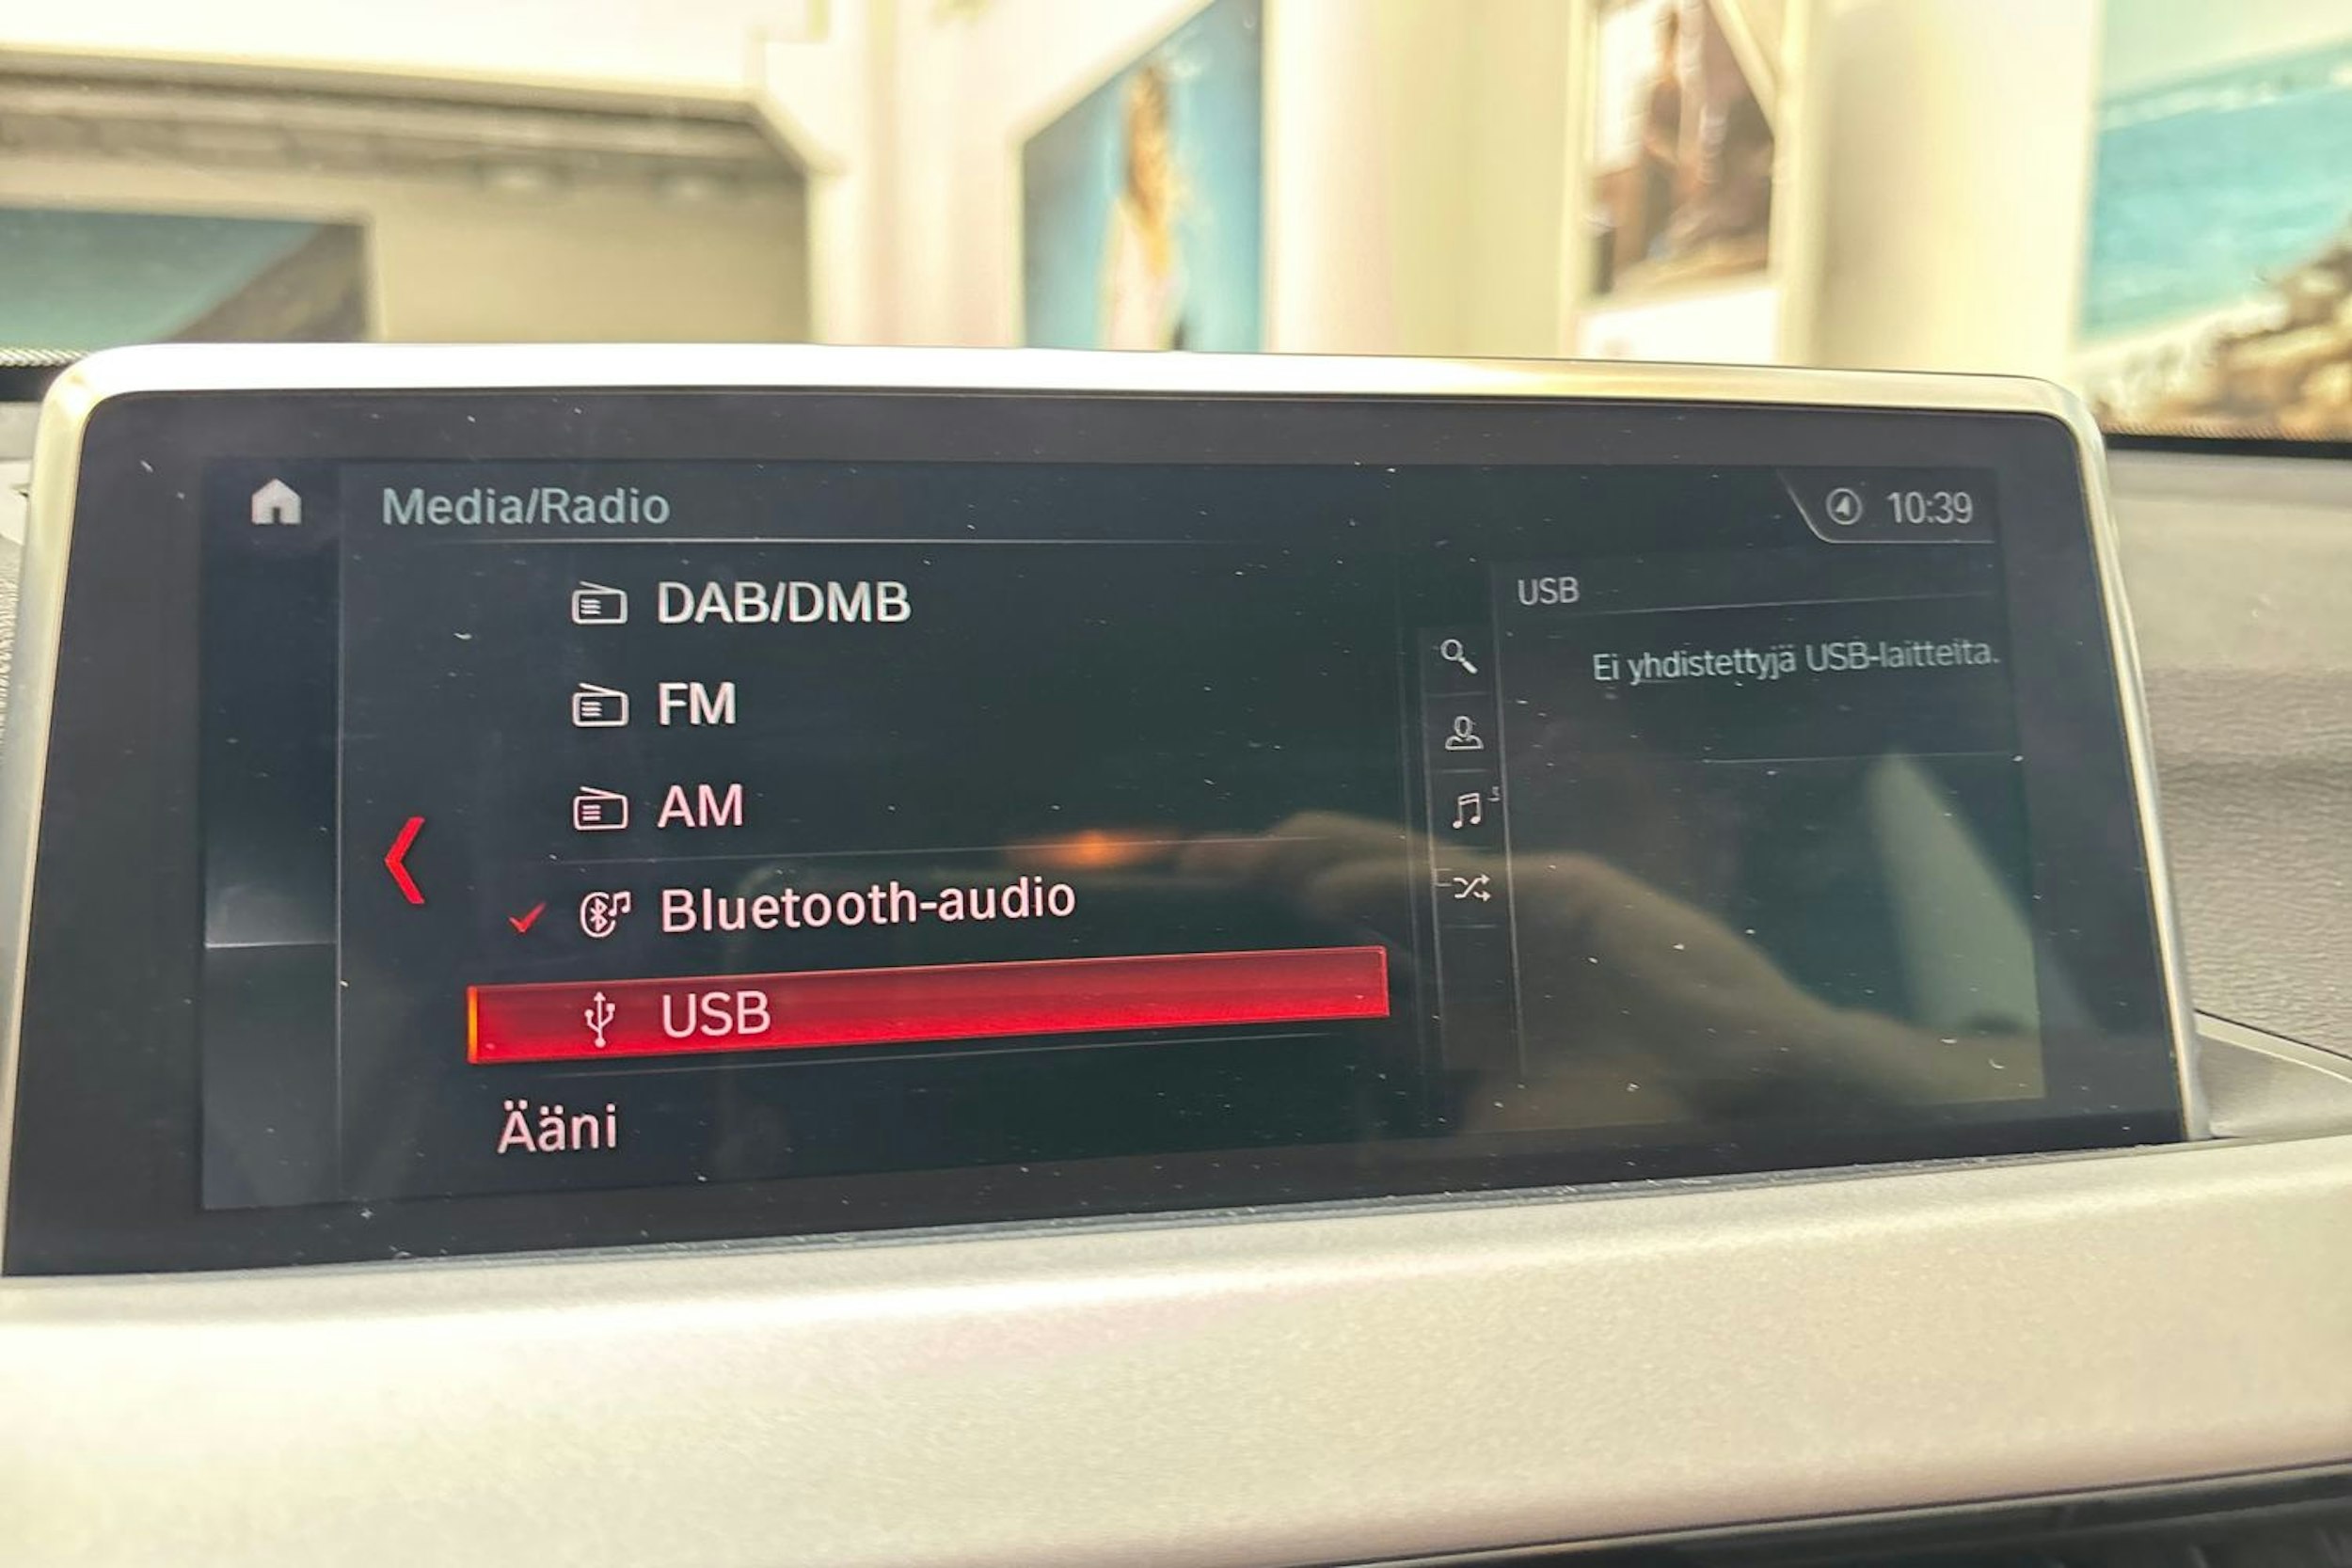 Media/Radio
10:39
DAB/DMB
FM
AM
Bluetooth-audio
USB
Ääni
USB
Ei yhdistettyjä USB-laitteita.